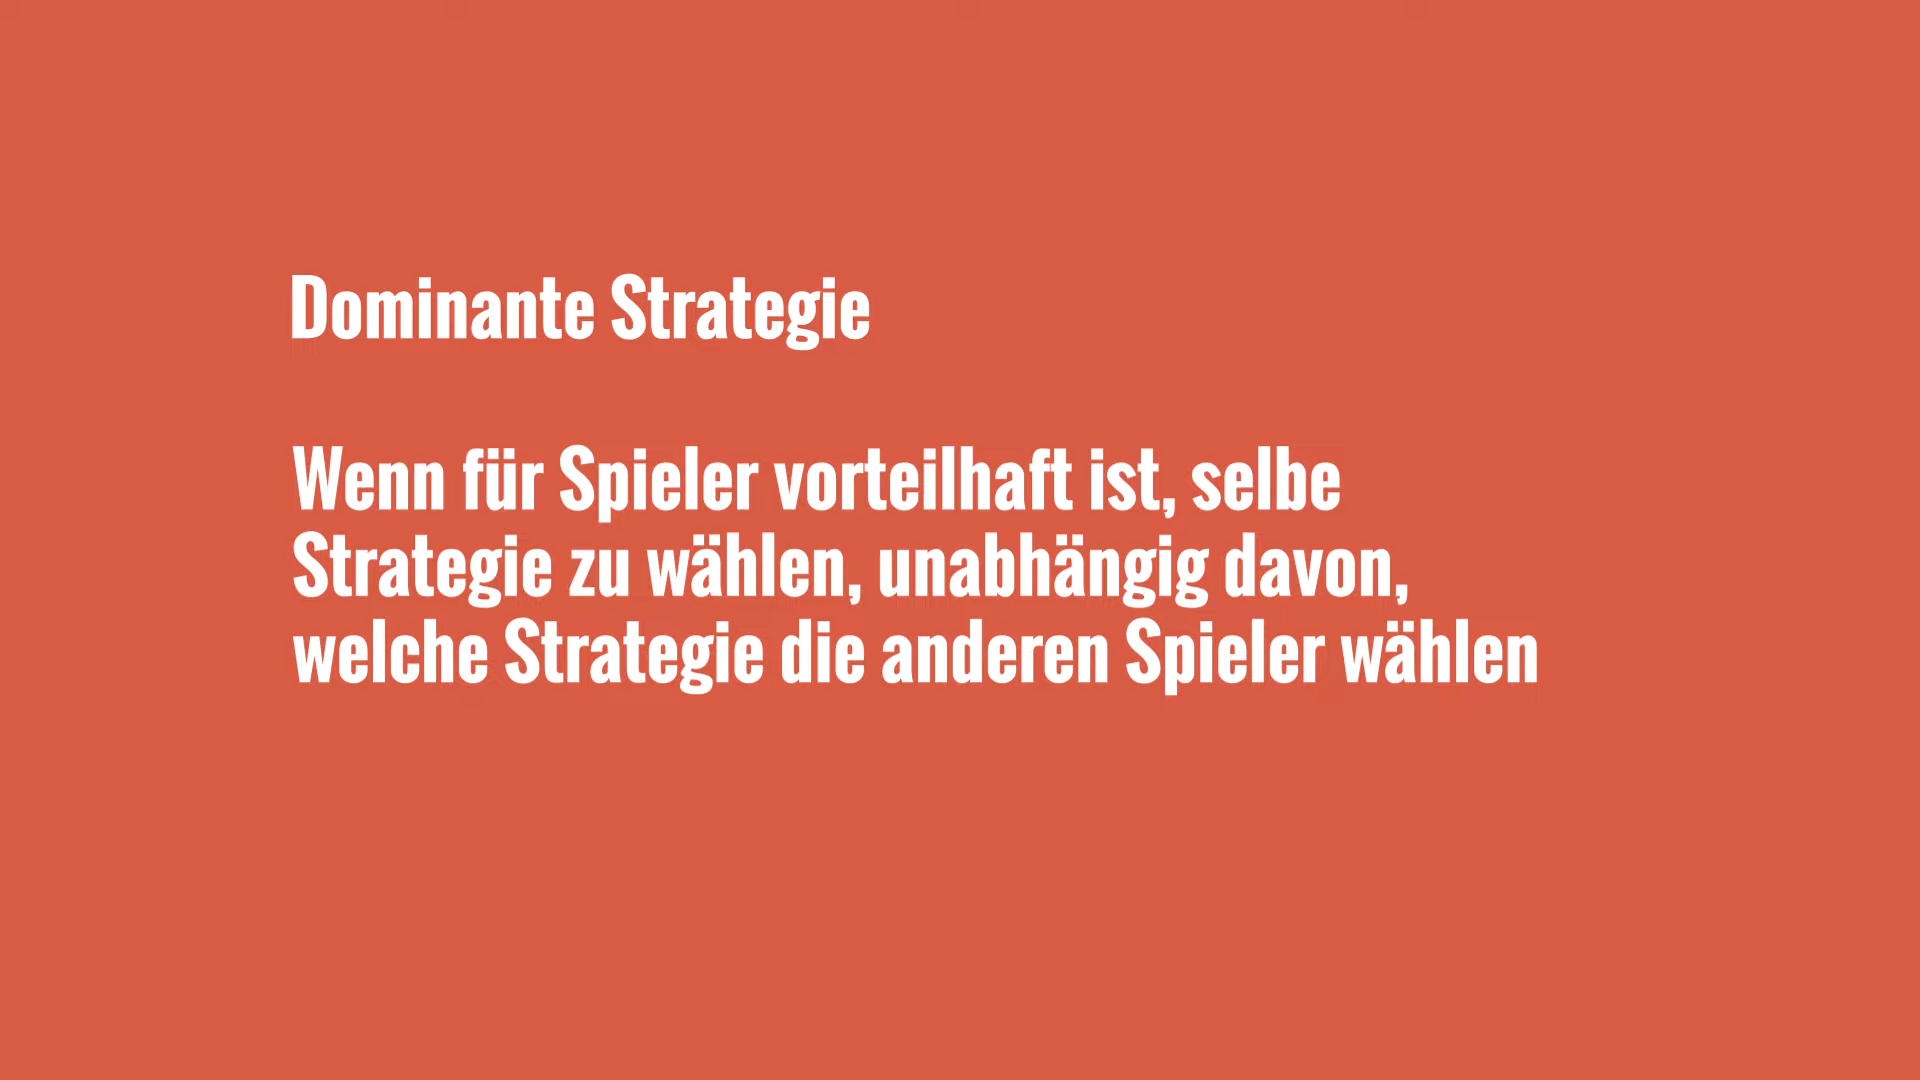 Dominante Strategie
Wenn für Spieler vorteilhaft ist, selbe
Strategie zu wählen, unabhängig davon,
welche Strategie die anderen Spieler wählen